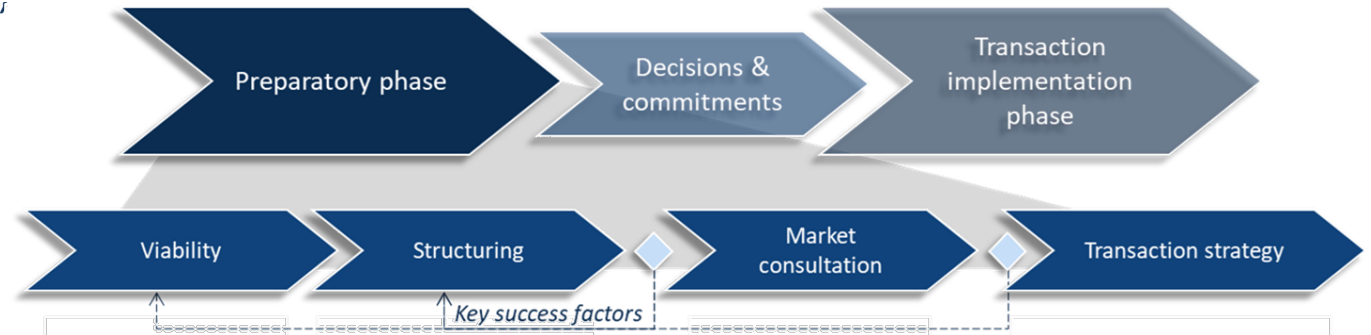 Preparatory phase
Decisions &
commitments
Transaction
implementation
phase
Viability
Structuring
Market
consultation
Transaction strategy
Key success factors